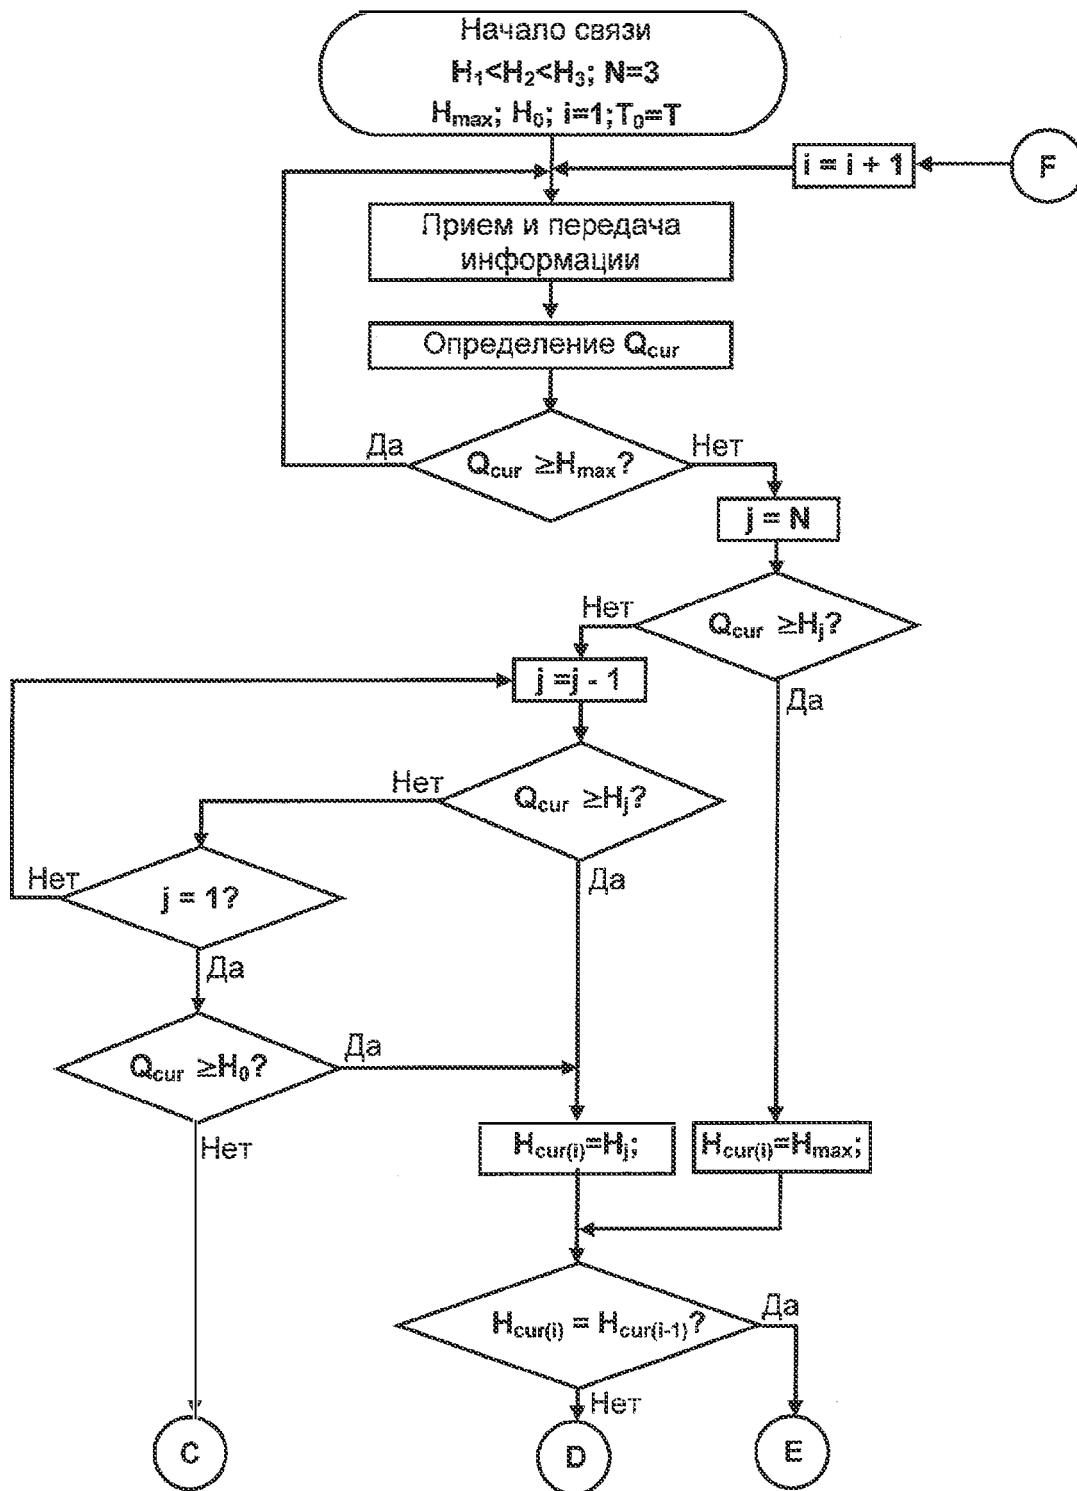 Начало связи
H₁<H₂<H₃; N=3
Hmax; H₀; i=1;T₀=T
i = i + 1
F
Прием и передача
информации
Определение Qcur
Да
Qcur ≥Hmax?
Нет
j = N
Нет
Qcur ≥Hj?
Да
j =j - 1
Нет
Qcur ≥Hj?
Да
Нет
j = 1?
Да
Qcur ≥H₀?
Да
Нет
Hcur(i)=Hj;
Hcur(i)=Hmax;
Hcur(i) = Hcur(i-1)?
Да
Нет
C
D
E